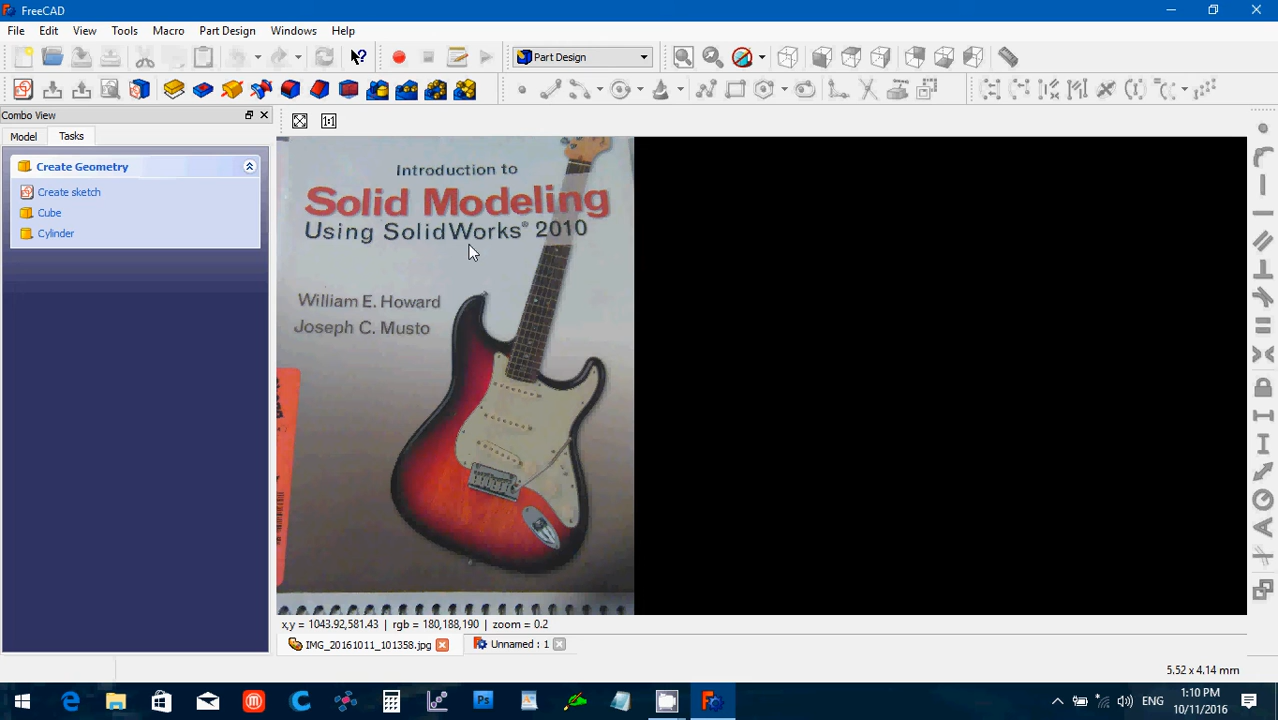 FreeCAD
File Edit View Tools Macro Part Design Windows Help
Part Design
Combo View
Model Tasks
Create Geometry
Create sketch
Cube
Cylinder
1:1
Introduction to
Solid Modeling
Using SolidWorks® 2010
William E. Howard
Joseph C. Musto
x,y = 1043.92,581.43 | rgb = 180,188,190 | zoom = 0.2
IMG_20161011_101358.jpg Unnamed : 1
5.52 x 4.14 mm
Ps
ENG
1:10 PM
10/11/2016